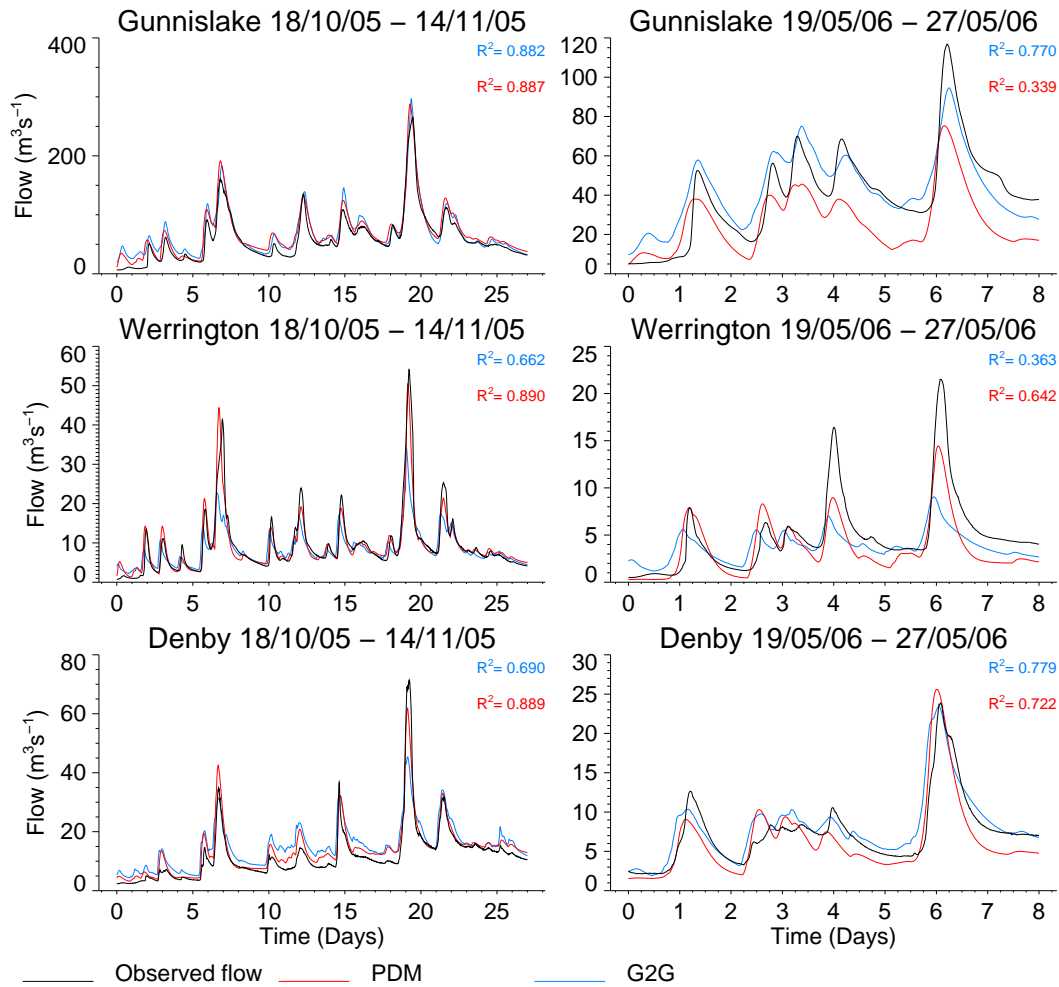 Gunnislake 18/10/05 – 14/11/05
Gunnislake 19/05/06 – 27/05/06
400
200
0
Flow (m³s⁻¹)
R²= 0.882
R²= 0.887
0 5 10 15 20 25
120
100
80
60
40
20
0
R²= 0.770
R²= 0.339
0 1 2 3 4 5 6 7 8
Werrington 18/10/05 – 14/11/05
Werrington 19/05/06 – 27/05/06
60
50
40
30
20
10
0
Flow (m³s⁻¹)
R²= 0.662
R²= 0.890
0 5 10 15 20 25
25
20
15
10
5
0
R²= 0.363
R²= 0.642
0 1 2 3 4 5 6 7 8
Denby 18/10/05 – 14/11/05
Denby 19/05/06 – 27/05/06
80
60
40
20
0
Flow (m³s⁻¹)
R²= 0.690
R²= 0.889
0 5 10 15 20 25
Time (Days)
30
25
20
15
10
5
0
R²= 0.779
R²= 0.722
0 1 2 3 4 5 6 7 8
Time (Days)
Observed flow PDM G2G